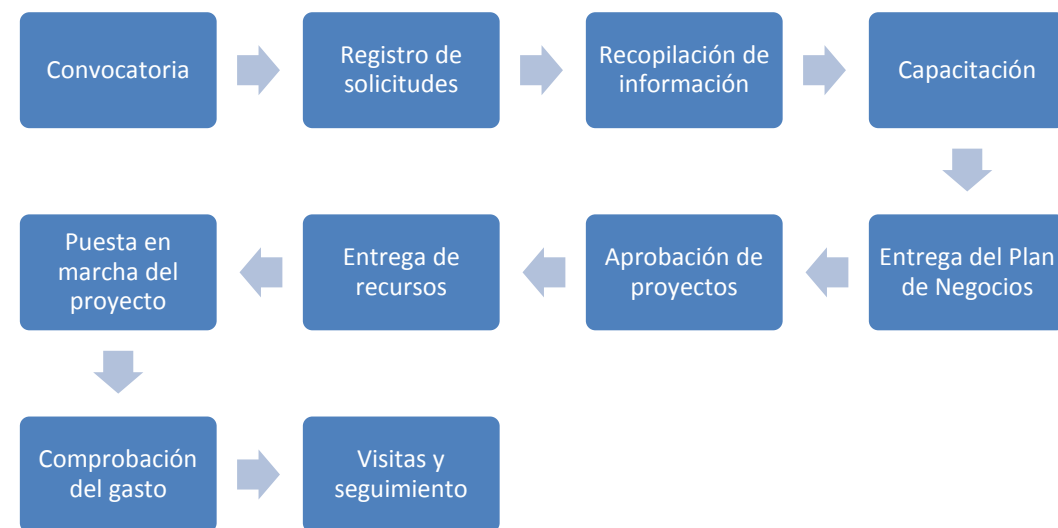 Convocatoria
Registro de
solicitudes
Recopilación de
información
Capacitación
Entrega del Plan
de Negocios
Aprobación de
proyectos
Entrega de
recursos
Puesta en
marcha del
proyecto
Comprobación
del gasto
Visitas y
seguimiento